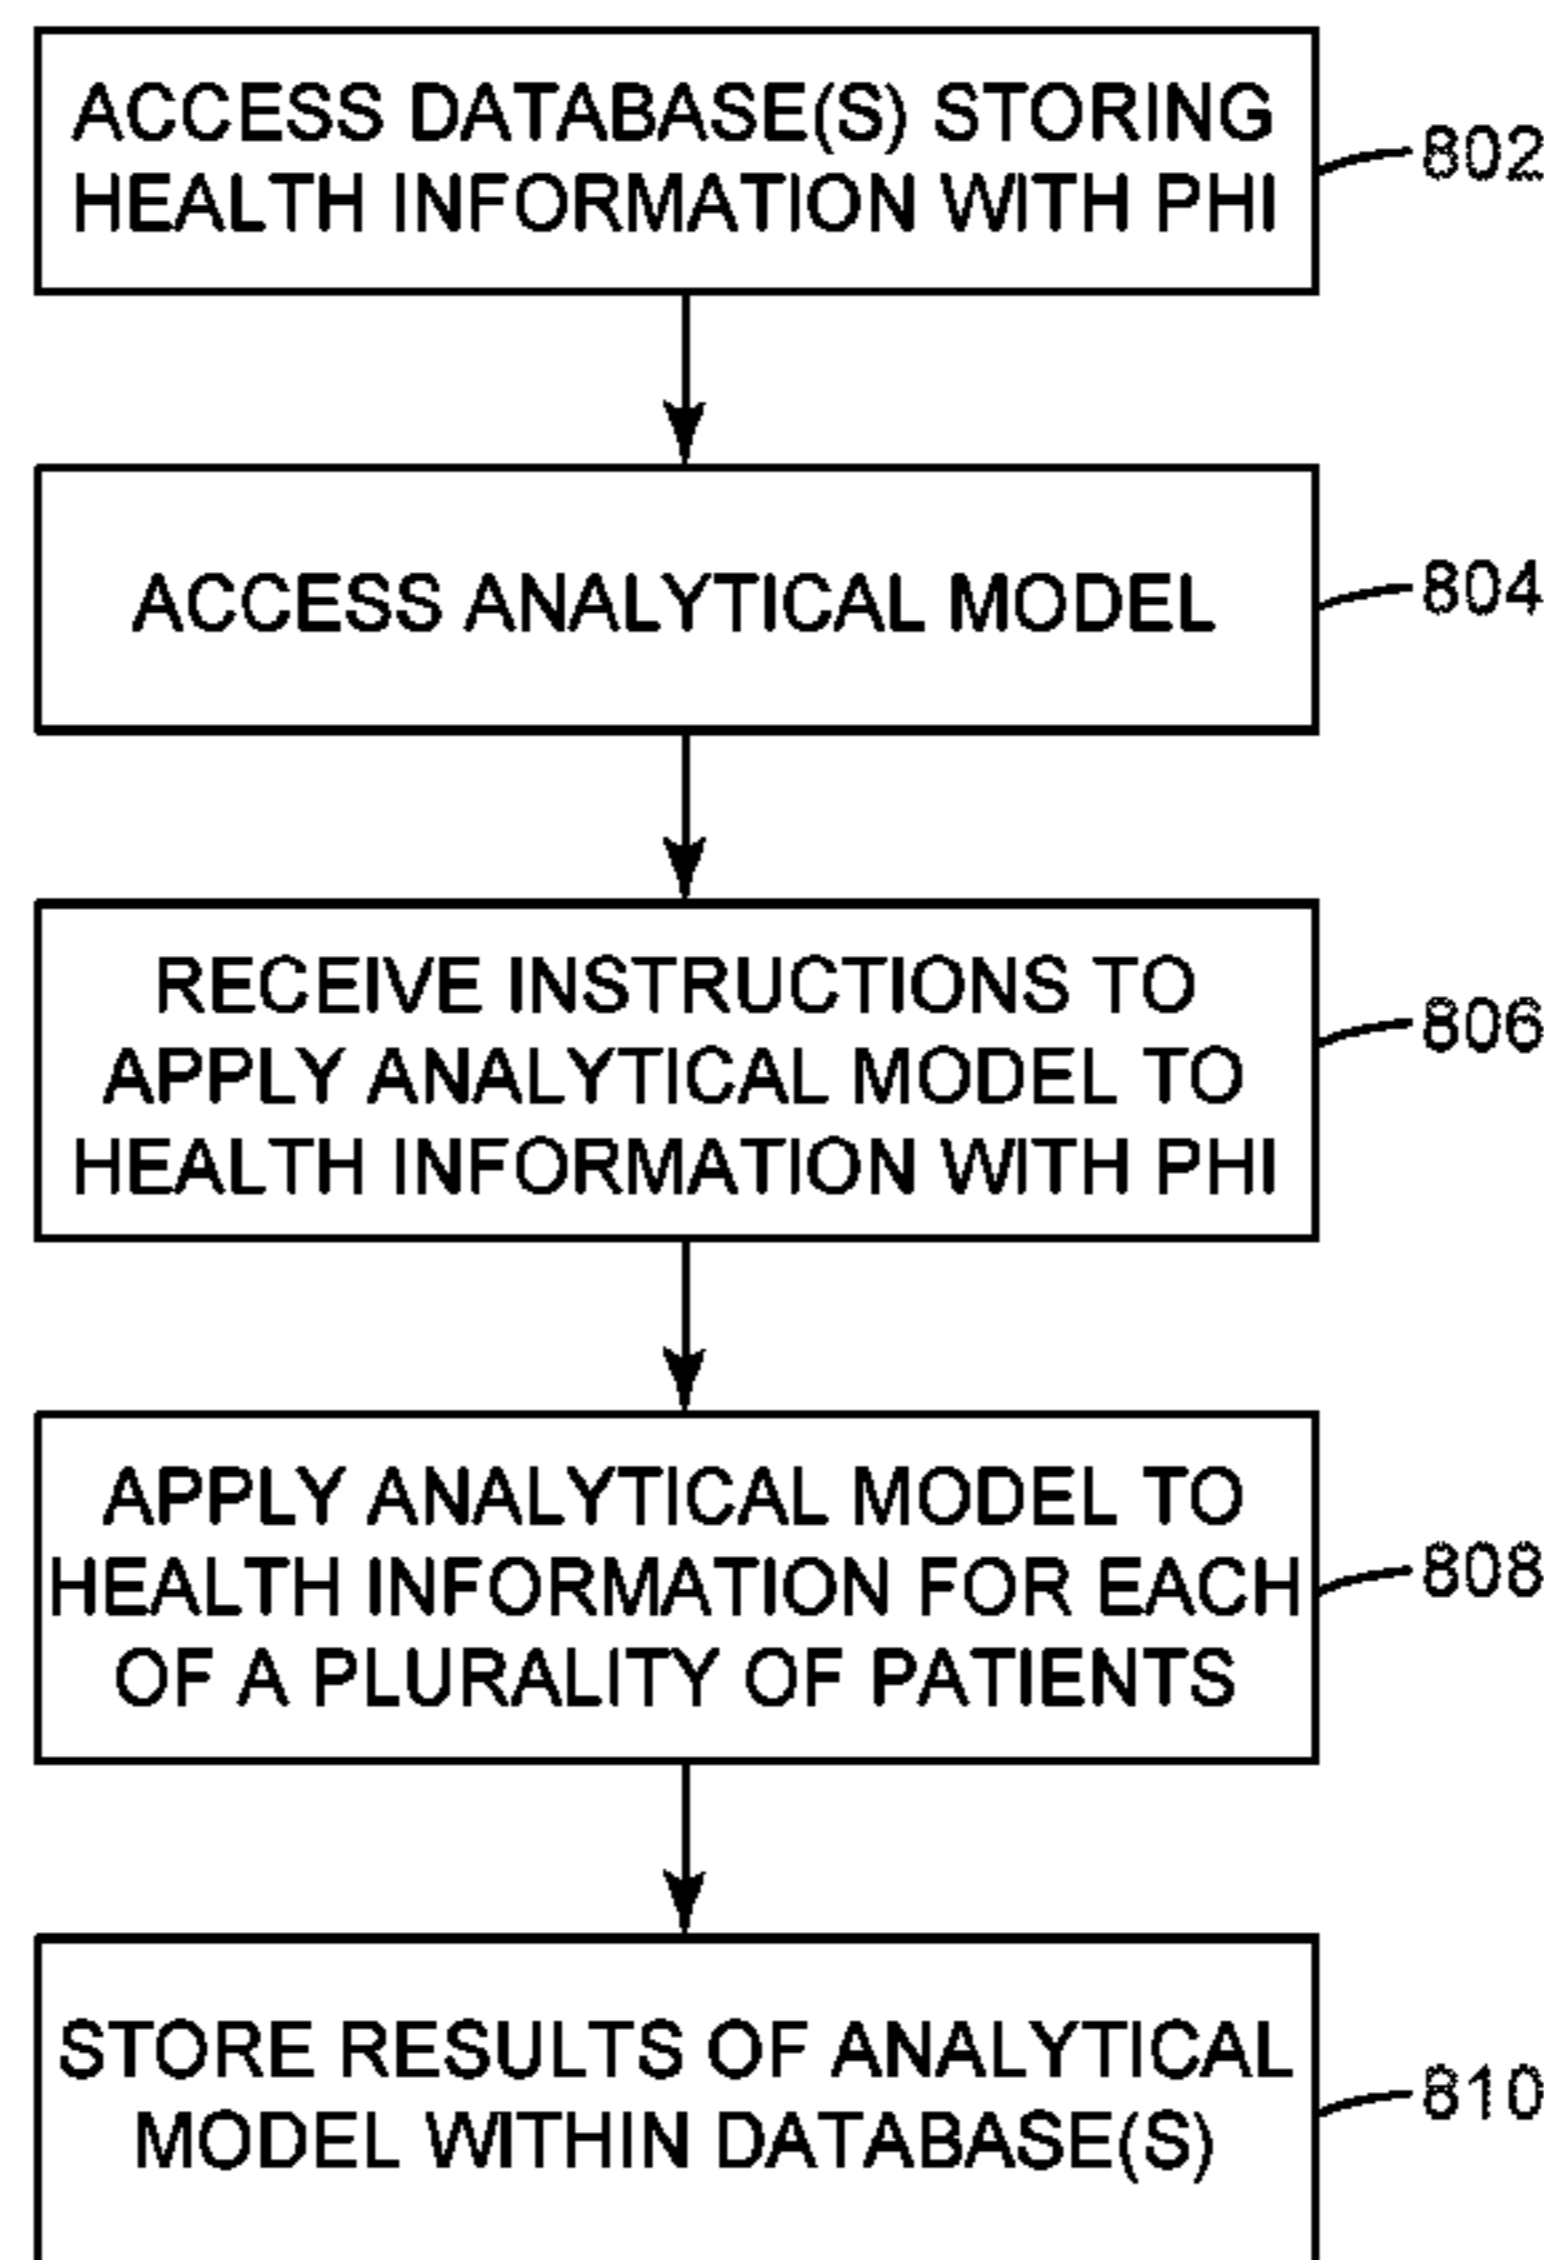 ACCESS DATABASE(S) STORING
HEALTH INFORMATION WITH PHI
802
ACCESS ANALYTICAL MODEL
804
RECEIVE INSTRUCTIONS TO
APPLY ANALYTICAL MODEL TO
HEALTH INFORMATION WITH PHI
806
APPLY ANALYTICAL MODEL TO
HEALTH INFORMATION FOR EACH
OF A PLURALITY OF PATIENTS
808
STORE RESULTS OF ANALYTICAL
MODEL WITHIN DATABASE(S)
810